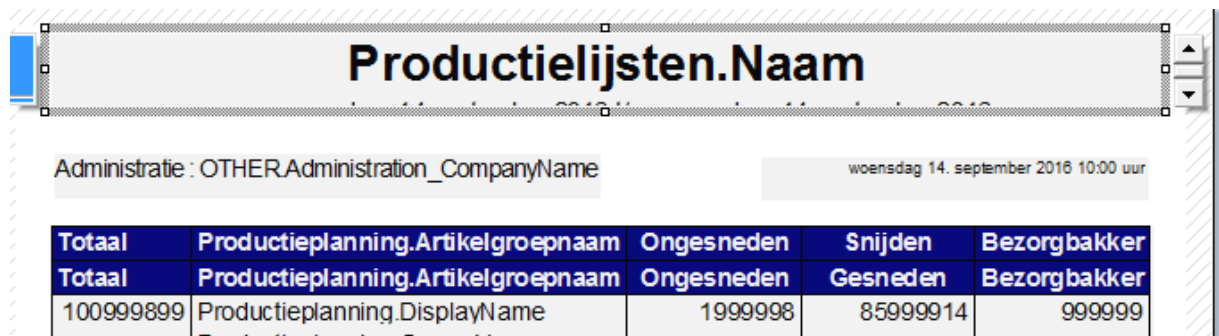 Productielijsten.Naam
Administratie : OTHER.Administration_CompanyName
woensdag 14. september 2016 10:00 uur
Totaal Productieplanning.Artikelgroepnaam Ongesneden Snijden Bezorgbakker
Totaal Productieplanning.Artikelgroepnaam Ongesneden Gesneden Bezorgbakker
100999899 Productieplanning.DisplayName 1999998 85999914 999999